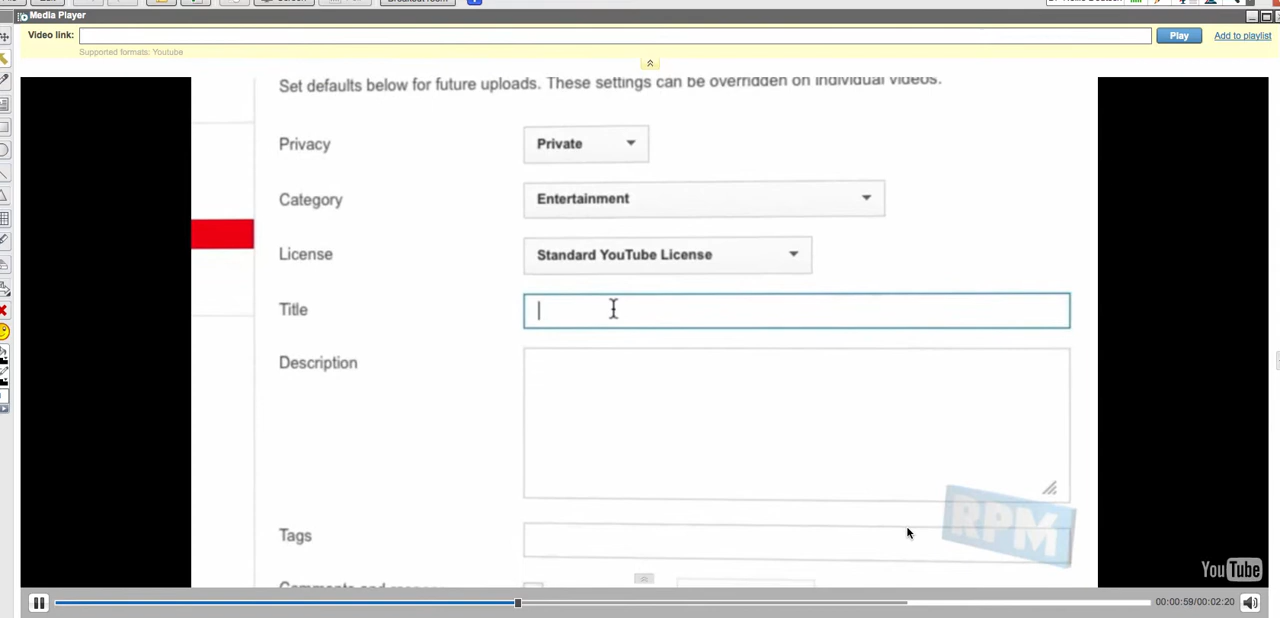 Media Player
Video link:
Play
Add to playlist
Supported formats: Youtube
Set defaults below for future uploads. These settings can be overridden on individual videos.
Privacy
Private
Category
Entertainment
License
Standard YouTube License
Title
Description
RPM
Tags
YouTube
00:00:59/00:02:20